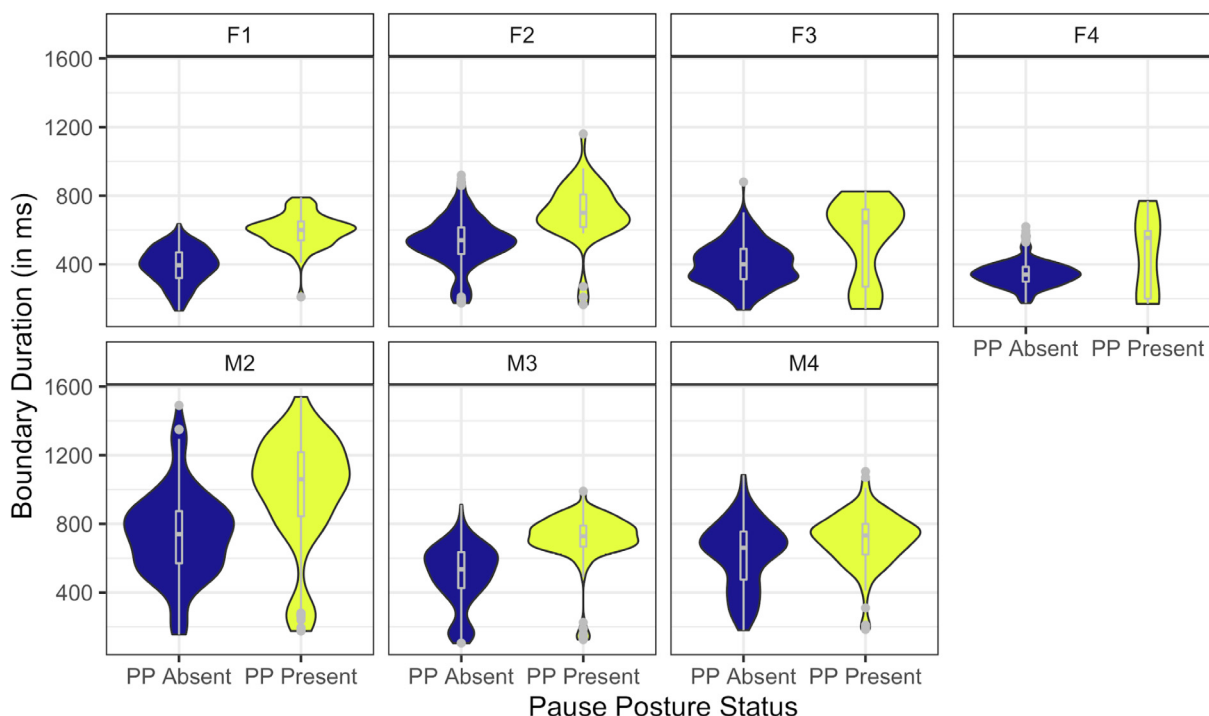 F1 F2 F3 F4
1600
1200
800
400
PP Absent PP Present
M2 M3 M4
1600
1200
800
400
PP Absent PP Present PP Absent PP Present PP Absent PP Present
Boundary Duration (in ms)
Pause Posture Status